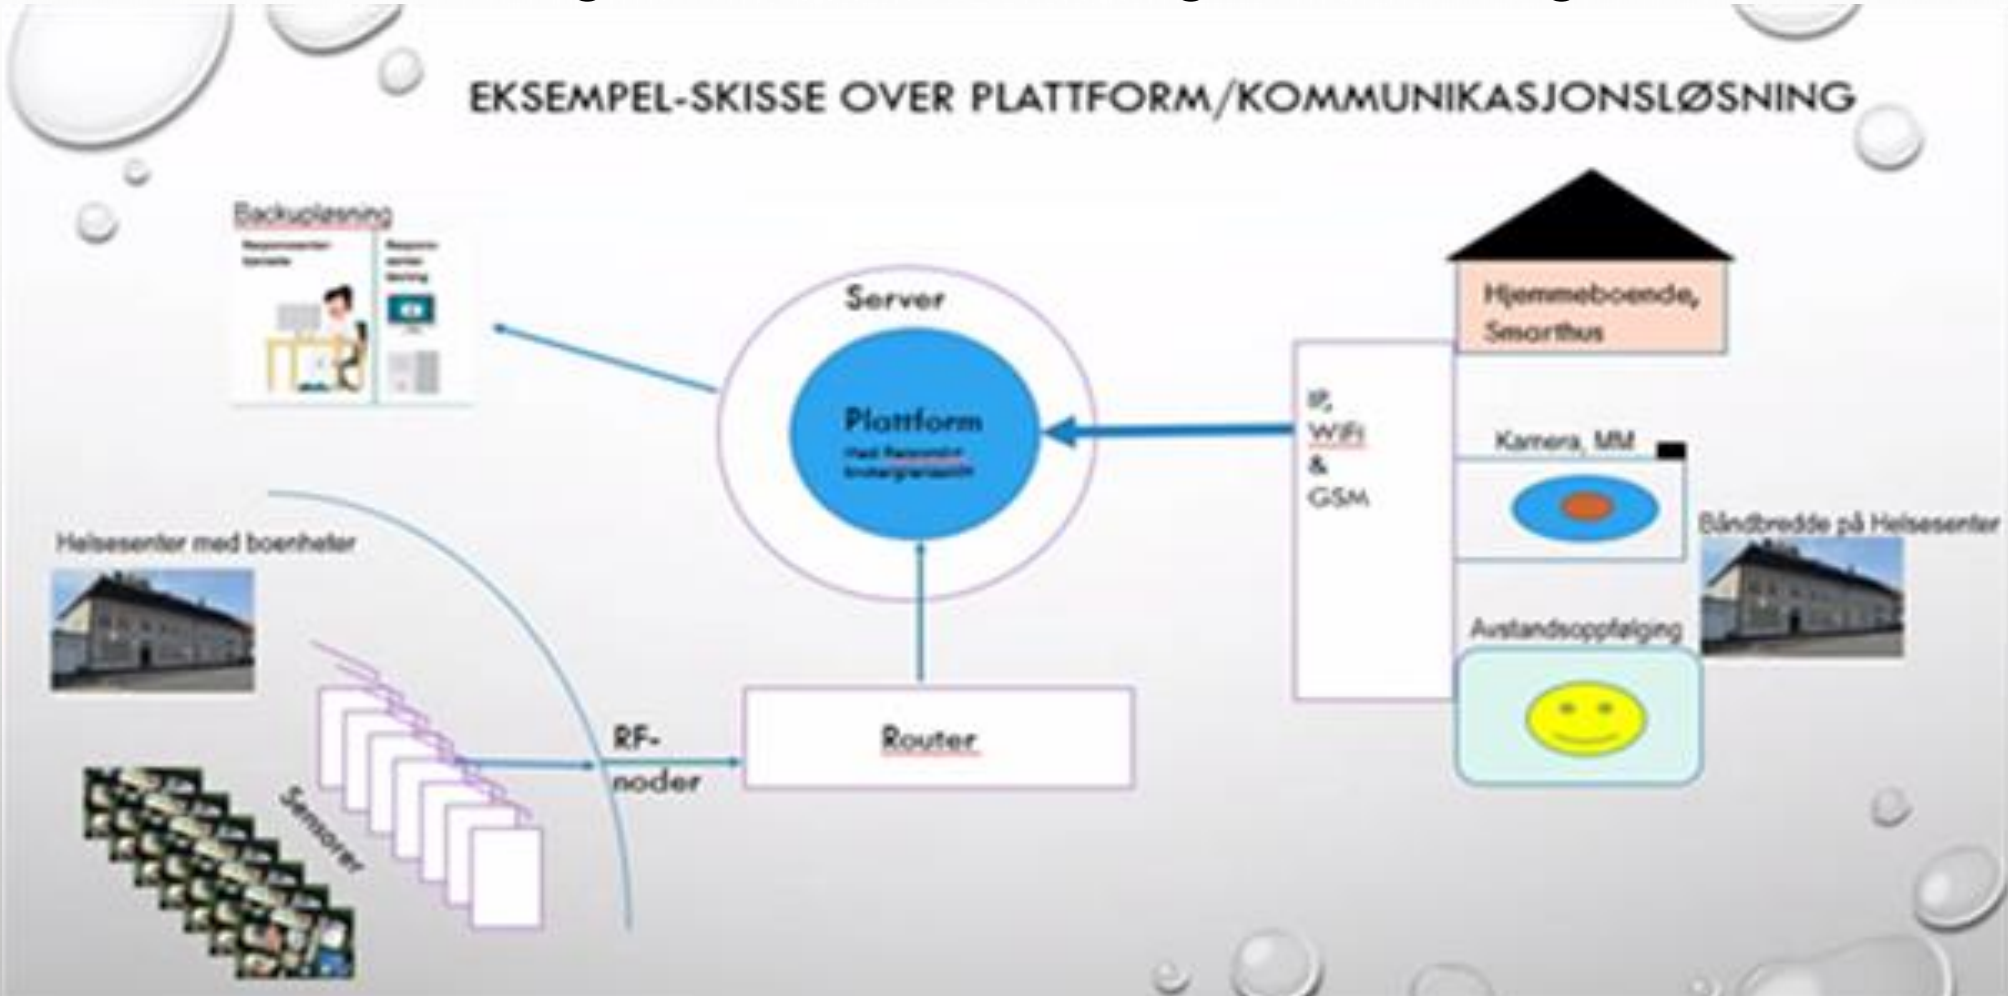 EKSEMPEL-SKISSE OVER PLATTFORM/KOMMUNIKASJONSLØSNING
Backupløsning
Server
Plattform
Hjemmeboende,
Smarthus
IP,
WiFi
&
GSM
Kamera, MM
Båndbredde på Helsesenter
Avstandsoppfølging
Helsesenter med boenheter
Sensorer
RF-
noder
Router